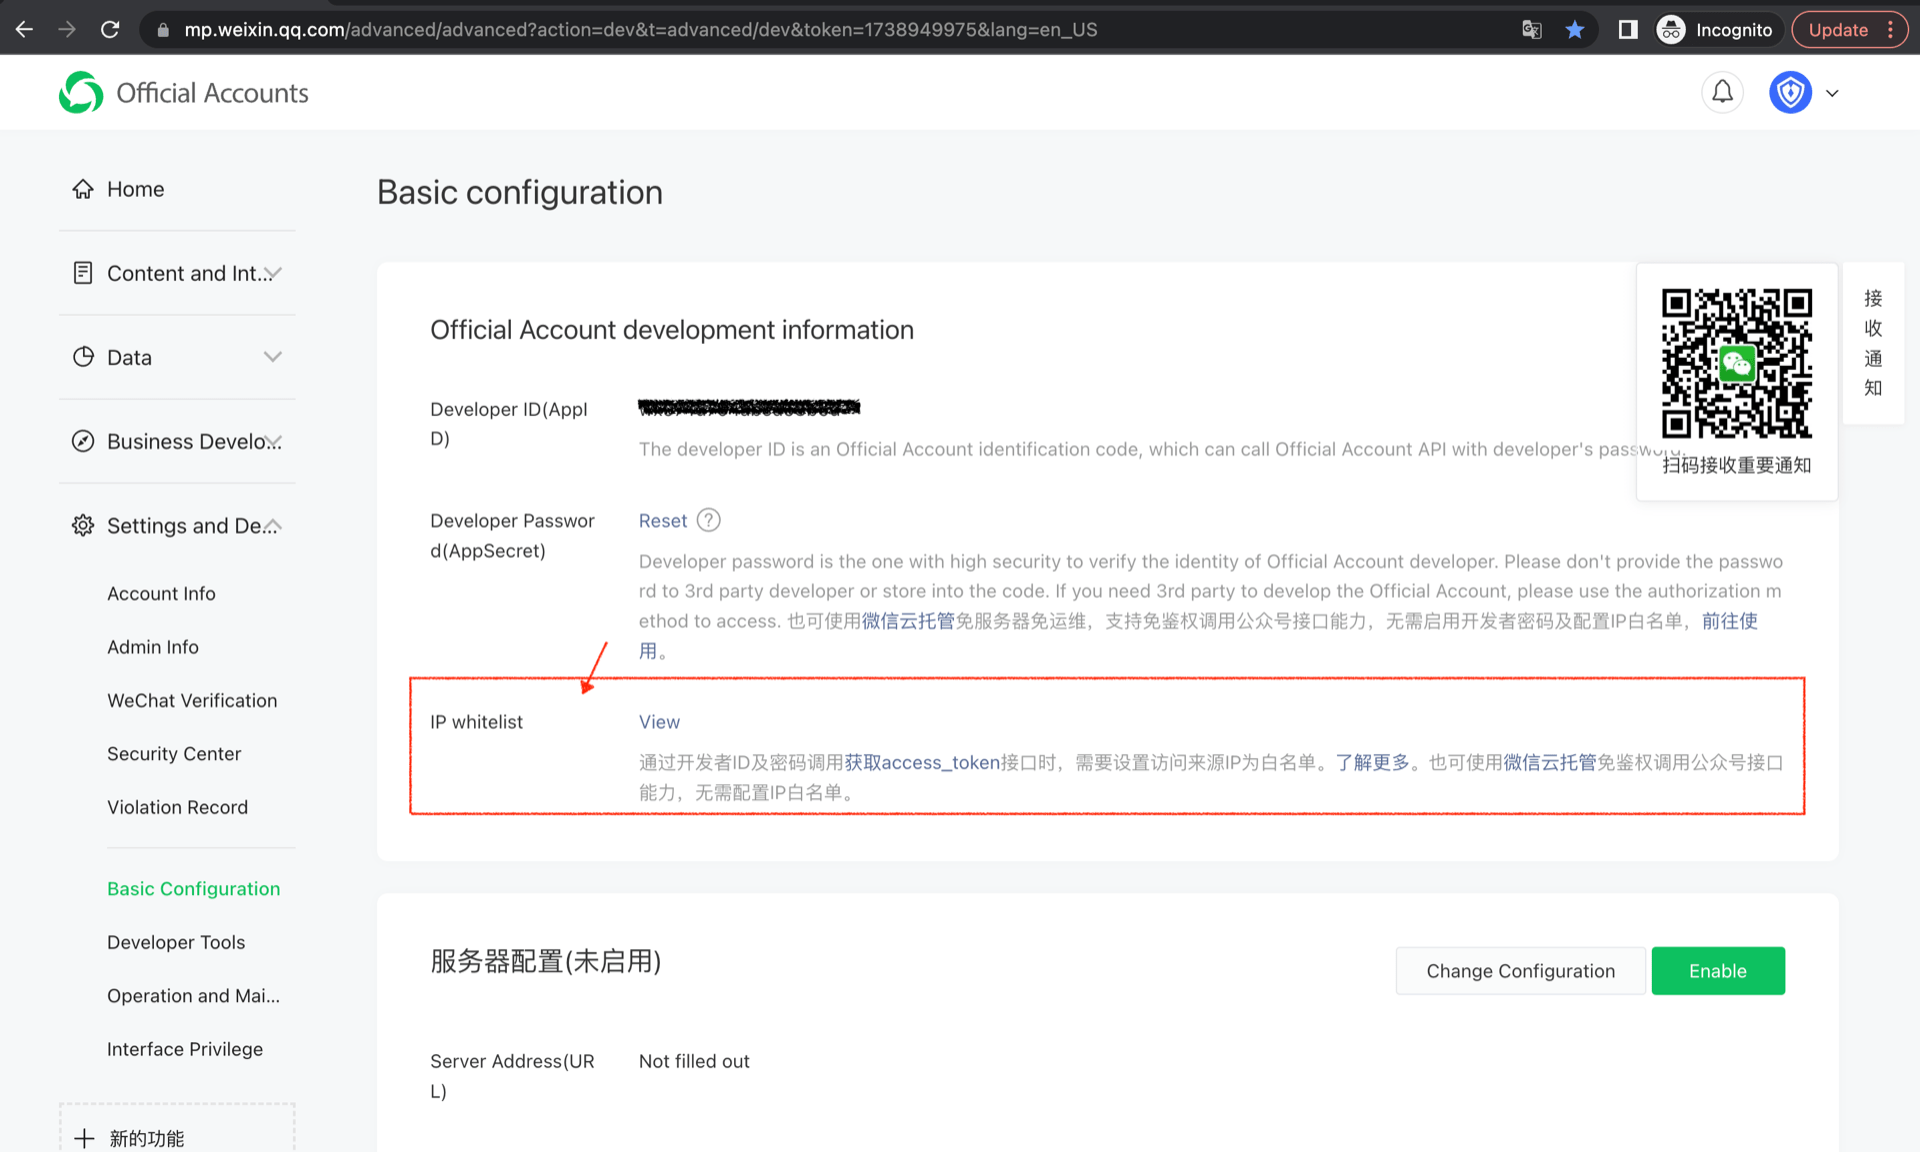 mp.weixin.qq.com/advanced/advanced?action=dev&t=advanced/dev&token=1738949975&lang=en_US
Incognito
Update
Official Accounts
Home
Content and Int...
Data
Business Develo...
Settings and De...
Account Info
Admin Info
WeChat Verification
Security Center
Violation Record
Basic Configuration
Developer Tools
Operation and Mai...
Interface Privilege
新的功能
Basic configuration
Official Account development information
Developer ID(AppI
D)
The developer ID is an Official Account identification code, which can call Official Account API with developer's password.
Developer Passwor
d(AppSecret)
Reset
?
Developer password is the one with high security to verify the identity of Official Account developer. Please don't provide the passwo
rd to 3rd party developer or store into the code. If you need 3rd party to develop the Official Account, please use the authorization m
ethod to access. 也可使用微信云托管免服务器免运维，支持免鉴权调用公众号接口能力，无需启用开发者密码及配置IP白名单，前往使
用。
IP whitelist
View
通过开发者ID及密码调用获取access_token接口时，需要设置访问来源IP为白名单。了解更多。也可使用微信云托管免鉴权调用公众号接口
能力，无需配置IP白名单。
扫码接收重要通知
接
收
通
知
服务器配置(未启用)
Change Configuration
Enable
Server Address(UR
L)
Not filled out